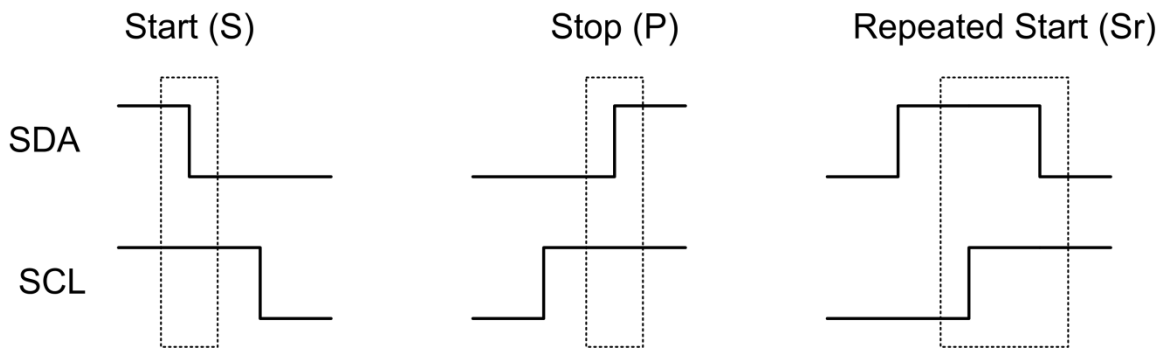 Start (S) Stop (P) Repeated Start (Sr)
SDA
SCL